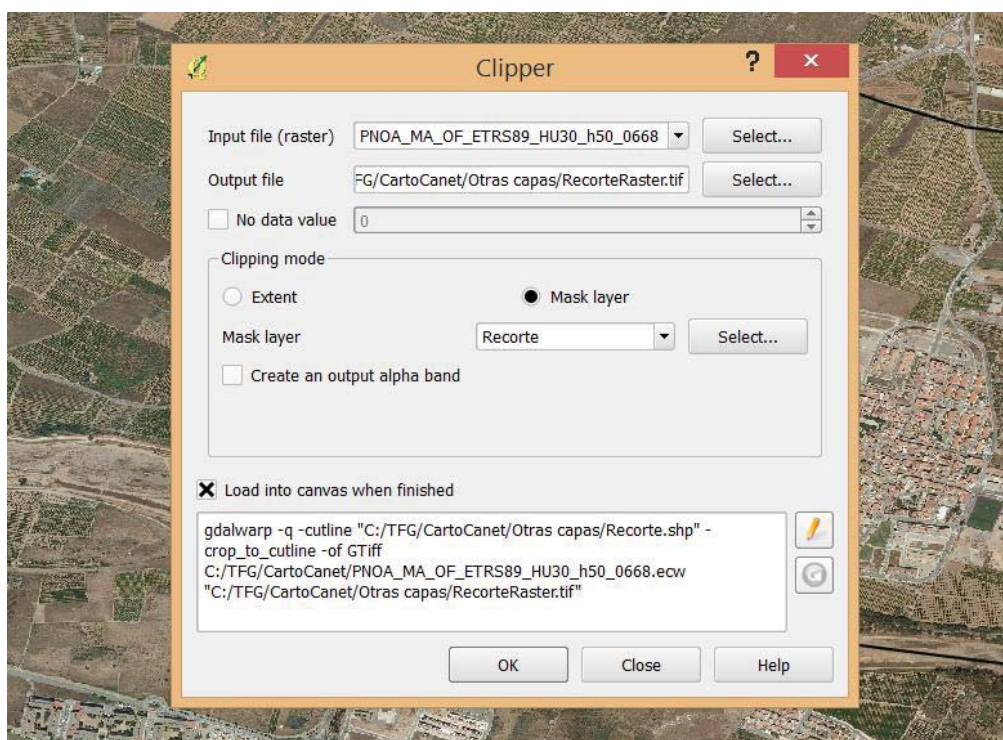 Clipper
?
Input file (raster) PNOA_MA_OF_ETRS89_HU30_h50_0668 Select...
Output file FG/CartoCanet/Otras capas/RecorteRaster.tif Select...
No data value 0
Clipping mode
Extent Mask layer
Mask layer Recorte Select...
Create an output alpha band
Load into canvas when finished
gdalwarp -q -cutline "C:/TFG/CartoCanet/Otras capas/Recorte.shp" -
crop_to_cutline -of GTiff
C:/TFG/CartoCanet/PNOA_MA_OF_ETRS89_HU30_h50_0668.ecw
"C:/TFG/CartoCanet/Otras capas/RecorteRaster.tif"
OK Close Help